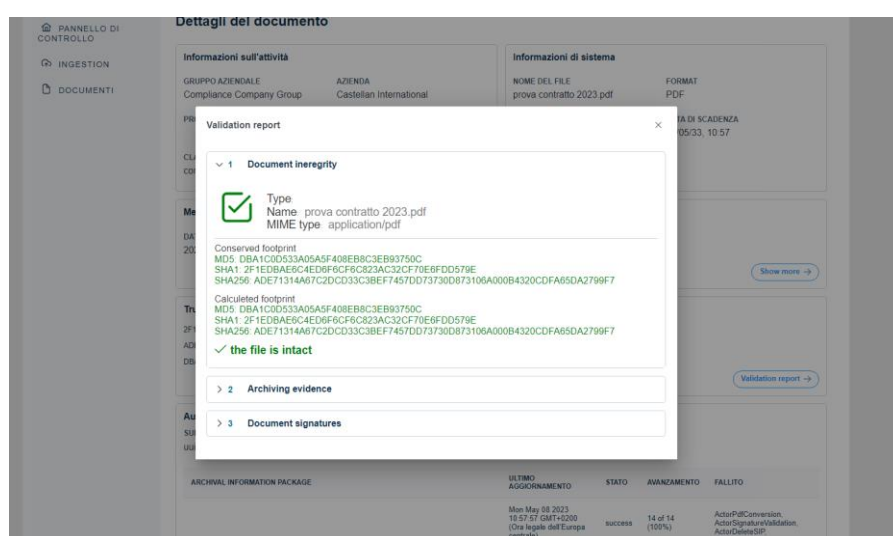 PANNELLO DI
CONTROLLO
INGESTION
DOCUMENTI
Dettagli del documento
Informazioni sull'attività
GRUPPO AZIENDALE AZIENDA
Compliance Company Group Castellan International
Informazioni di sistema
NOME DEL FILE FORMAT
prova contratto 2023.pdf PDF
TA DI SCADENZA
/05/33, 10:57
Validation report
1 Document ineregrity
Type
Name prova contratto 2023.pdf
MIME type application/pdf
Conserved footprint
MD5: DBA1C0D533A05A5F408EB8C3EB93750C
SHA1: 2F1EDBAE6C4ED6F6CF6C823AC32CF70E6FDD579E
SHA256: ADE71314A67C2DCD33C3BEF7457DD73730D873106A000B4320CDFA65DA2799F7
Calculeted footprint
MD5: DBA1C0D533A05A5F408EB8C3EB93750C
SHA1: 2F1EDBAE6C4ED6F6CF6C823AC32CF70E6FDD579E
SHA256: ADE71314A67C2DCD33C3BEF7457DD73730D873106A000B4320CDFA65DA2799F7
the file is intact
2 Archiving evidence
3 Document signatures
Show more
Validation report
ARCHIVAL INFORMATION PACKAGE ULTIMO AGGIORNAMENTO STATO AVANZAMENTO FALLITO
Mon May 08 2023
10:57:57 GMT+0200
(Ora legale dell'Europa
centrale)
success
14 of 14
(100%)
ActorPdfConversion,
ActorSignatureValidation,
ActorDeleteSIP,